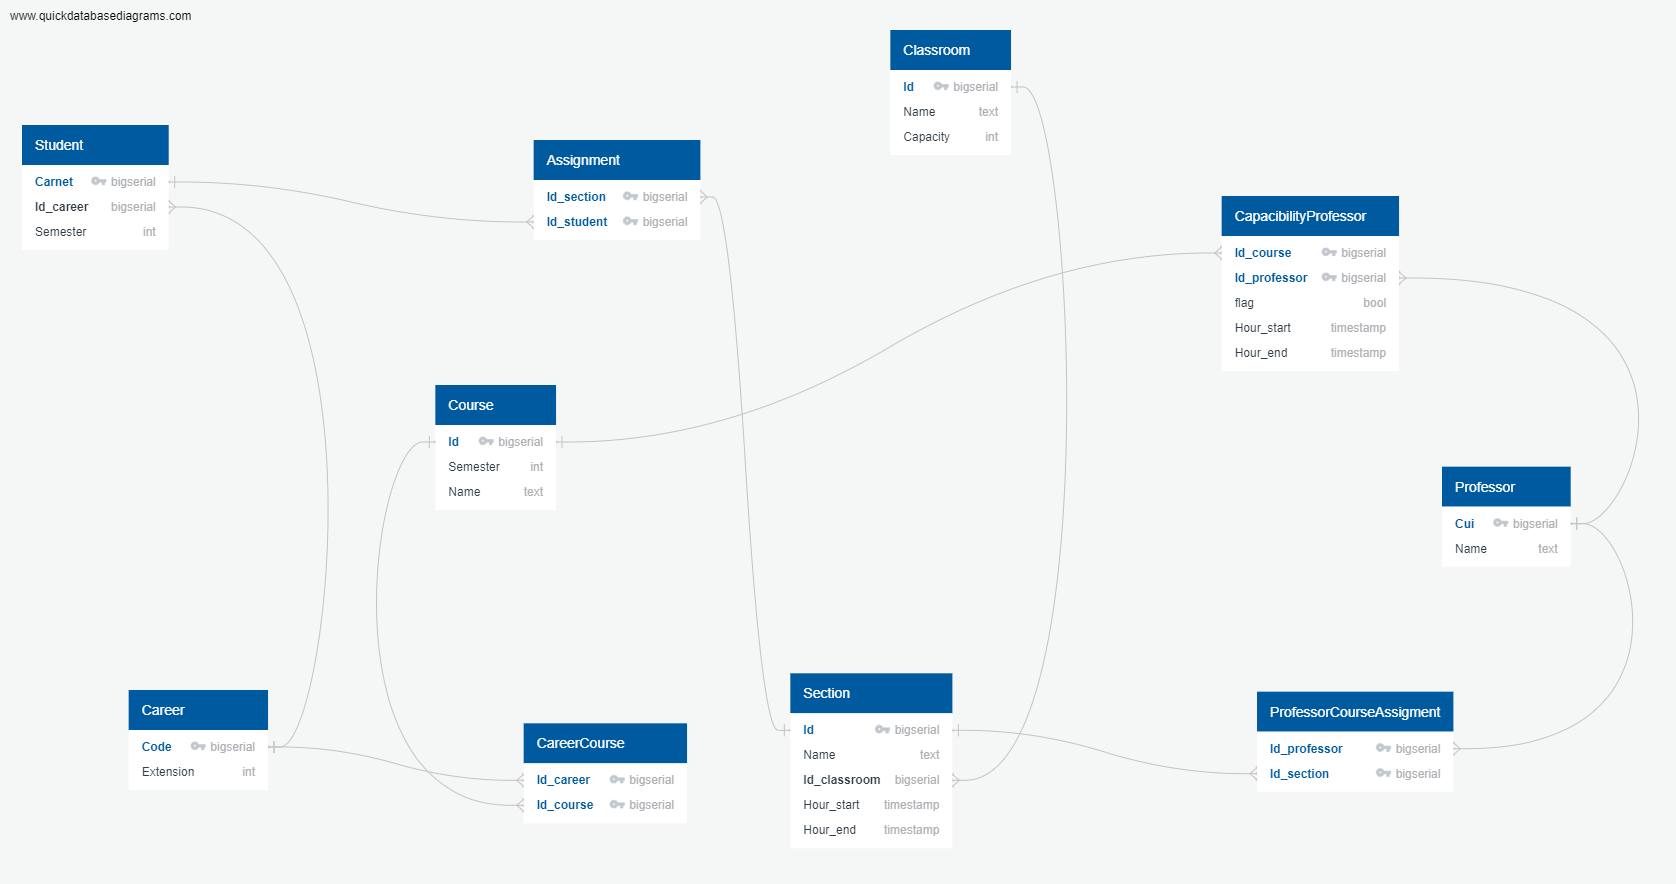 www.quickdatabasediagrams.com
Classroom
Id bigserial
Name text
Capacity int
Student
Carnet bigserial
Id_career bigserial
Semester int
Assignment
Id_section bigserial
Id_student bigserial
CapacibilityProfessor
Id_course bigserial
Id_professor bigserial
flag bool
Hour_start timestamp
Hour_end timestamp
Course
Id bigserial
Semester int
Name text
Professor
Cui bigserial
Name text
Career
Code bigserial
Extension int
CareerCourse
Id_career bigserial
Id_course bigserial
Section
Id bigserial
Name text
Id_classroom bigserial
Hour_start timestamp
Hour_end timestamp
ProfessorCourseAssigment
Id_professor bigserial
Id_section bigserial